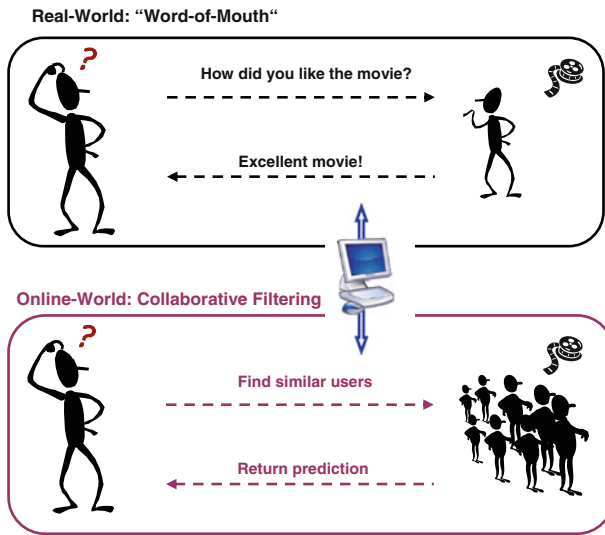 Real-World: “Word-of-Mouth“
?
How did you like the movie?
Excellent movie!
Online-World: Collaborative Filtering
?
Find similar users
Return prediction